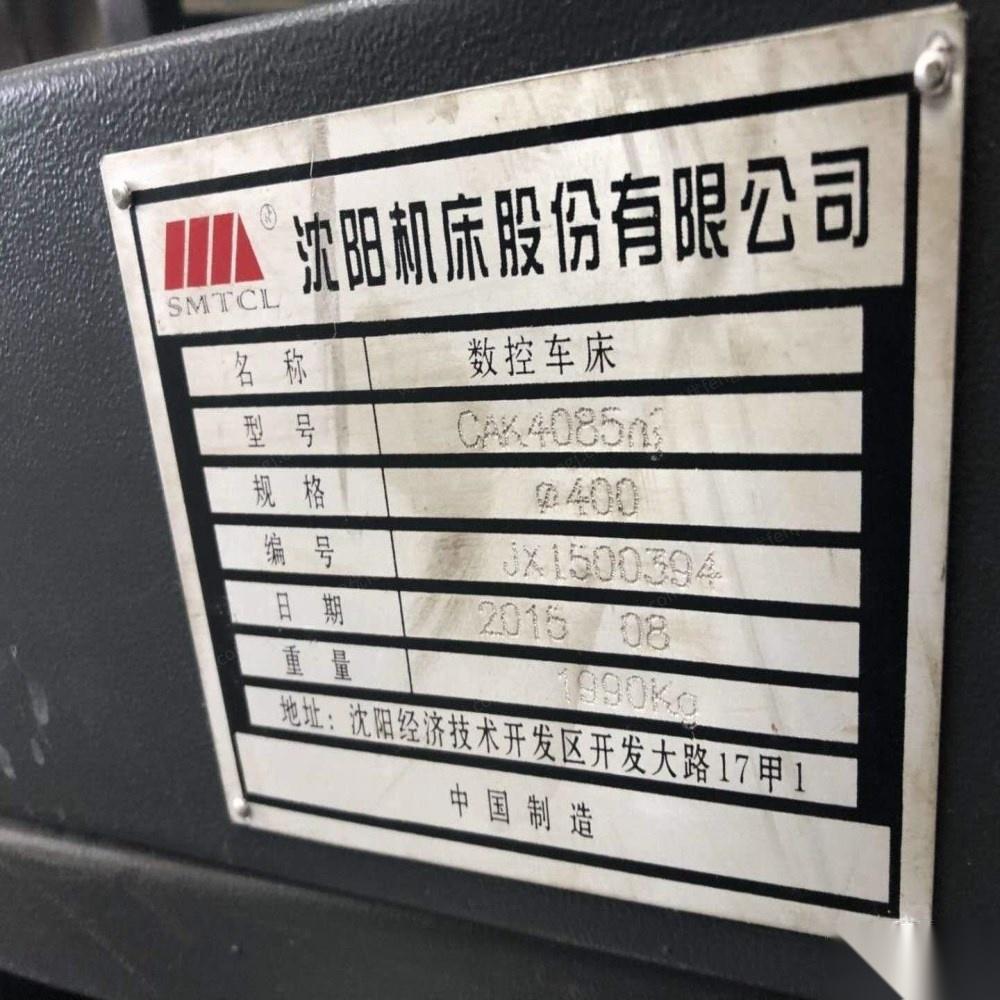 沈阳机床股份有限公司
SMTCL
名称 数控车床
型号 CAK4085nj
规格 ø400
编号 JX1500394
日期 2015 08
重量 1990Kg
地址：沈阳经济技术开发区开发大路17甲1
中国制造